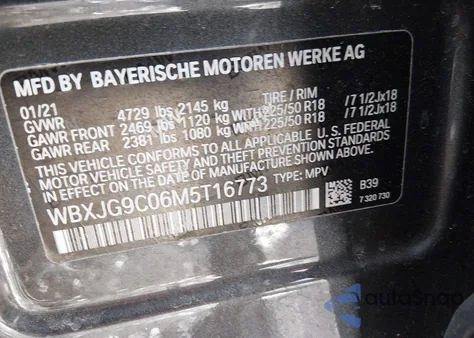 MFD BY BAYERISCHE MOTOREN WERKE AG
01/21 TIRE / RIM
GVWR 4729 lbs 2145 kg
GAWR FRONT 2469 lbs 1120 kg WITH 225/50 R18 /7 1/2Jx18
GAWR REAR 2381 lbs 1080 kg WITH 225/50 R18 /7 1/2Jx18
THIS VEHICLE CONFORMS TO ALL APPLICABLE U.S. FEDERAL
MOTOR VEHICLE SAFETY, BUMPER, AND THEFT PREVENTION STANDARDS
IN EFFECT ON THE DATE OF MANUFACTURE SHOWN ABOVE.
WBXJG9C06M5T16773 TYPE: MPV B39
7 320 730
AutoSnap